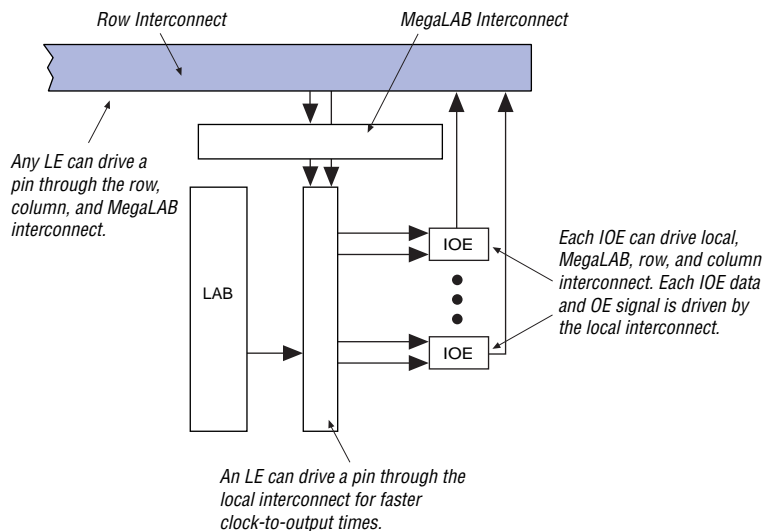 Row Interconnect
MegaLAB Interconnect
Any LE can drive a
pin through the row,
column, and MegaLAB
interconnect.
LAB
IOE
IOE
Each IOE can drive local,
MegaLAB, row, and column
interconnect. Each IOE data
and OE signal is driven by
the local interconnect.
An LE can drive a pin through the
local interconnect for faster
clock-to-output times.